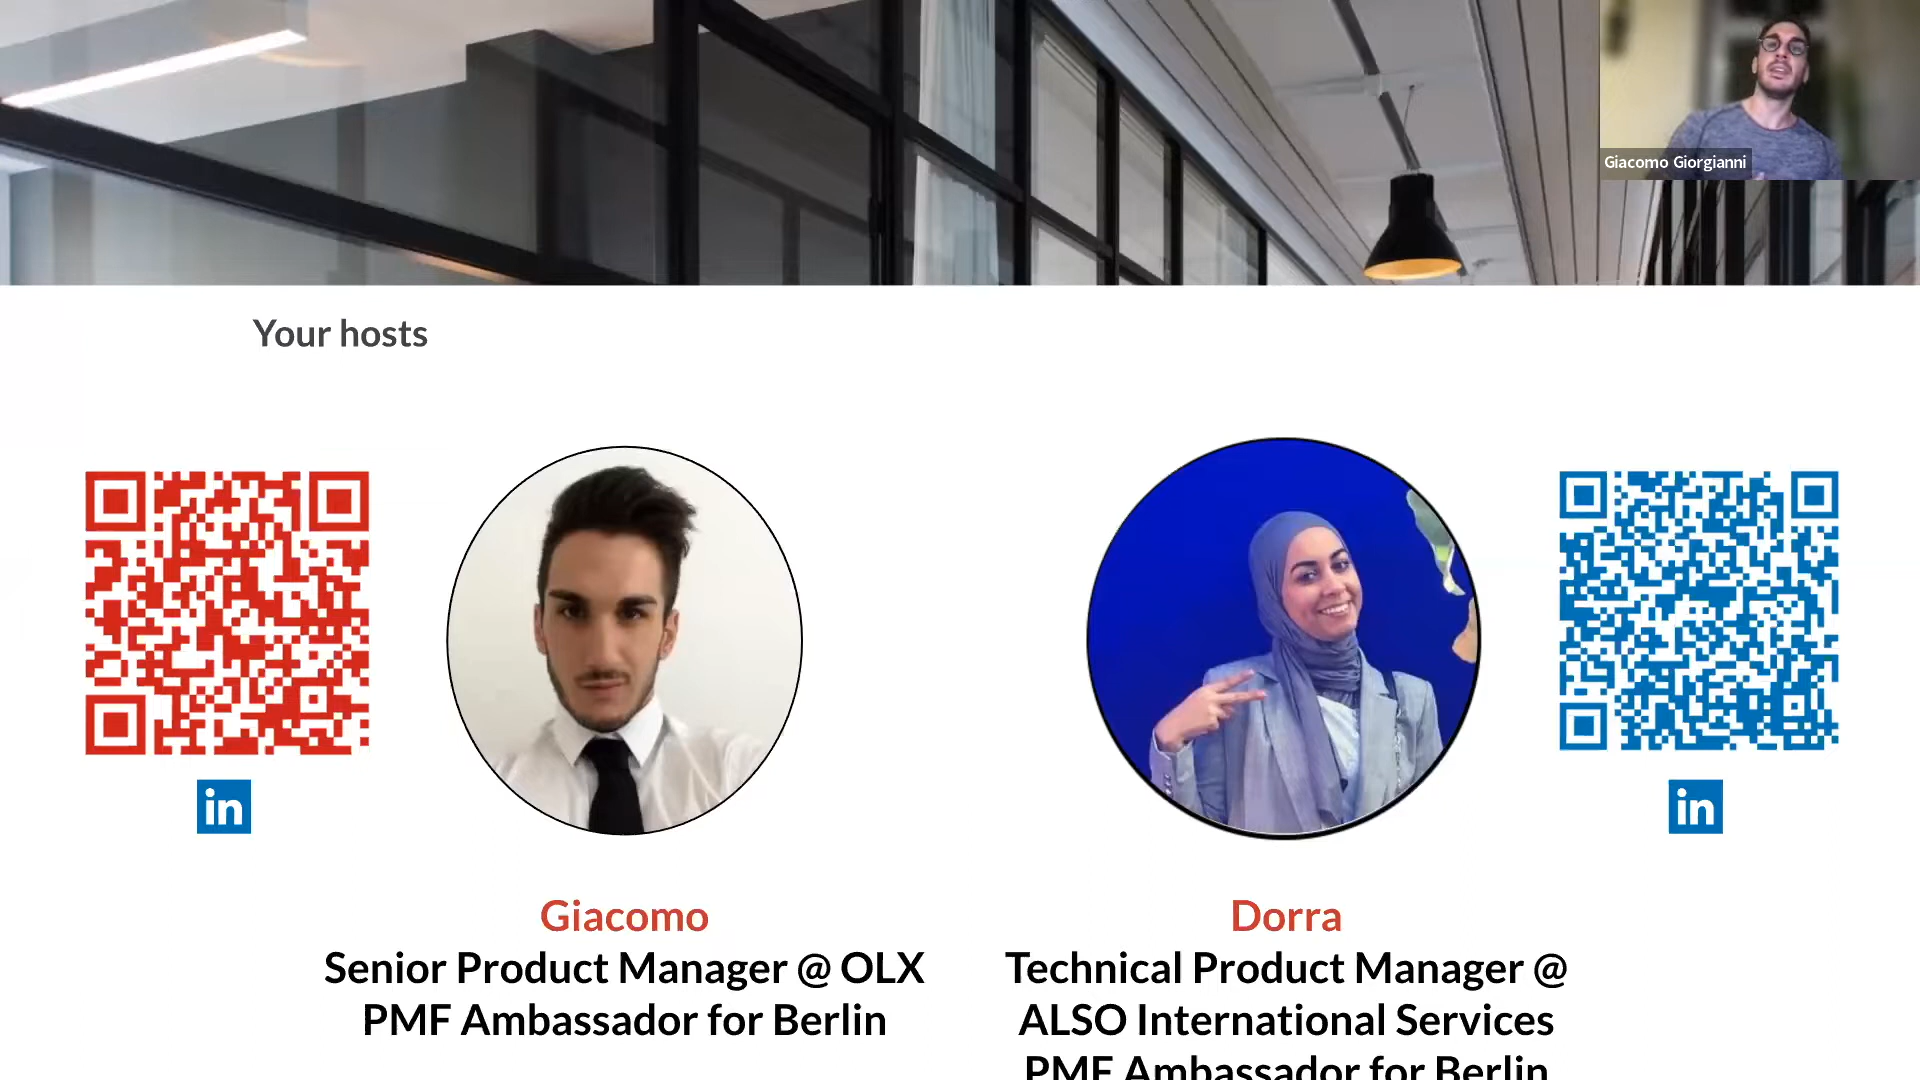 Giacomo Giorgianni
Your hosts
in
in
Giacomo
Senior Product Manager @ OLX
PMF Ambassador for Berlin
Dorra
Technical Product Manager @
ALSO International Services
PMF Ambassador for Berlin